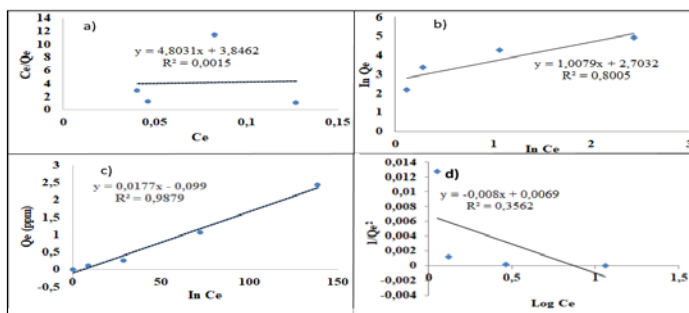 a)
Ce/Qe
14
12
10
8
6
4
2
0
y = 4,8031x + 3,8462
R² = 0,0015
0 0,05 0,1 0,15
Ce
b)
In Qe
6
5
4
3
2
1
0
y = 1,0079x + 2,7032
R² = 0,8005
0 1 2 3
In Ce
c)
Qe (ppm)
3
2,5
2
1,5
1
0,5
0
-0,5
y = 0,0177x - 0,099
R² = 0,9879
0 50 100 150
In Ce
d)
1/Qe²
0,014
0,012
0,01
0,008
0,006
0,004
0,002
0
-0,002
-0,004
y = -0,008x + 0,0069
R² = 0,3562
0 0,5 1 1,5
Log Ce